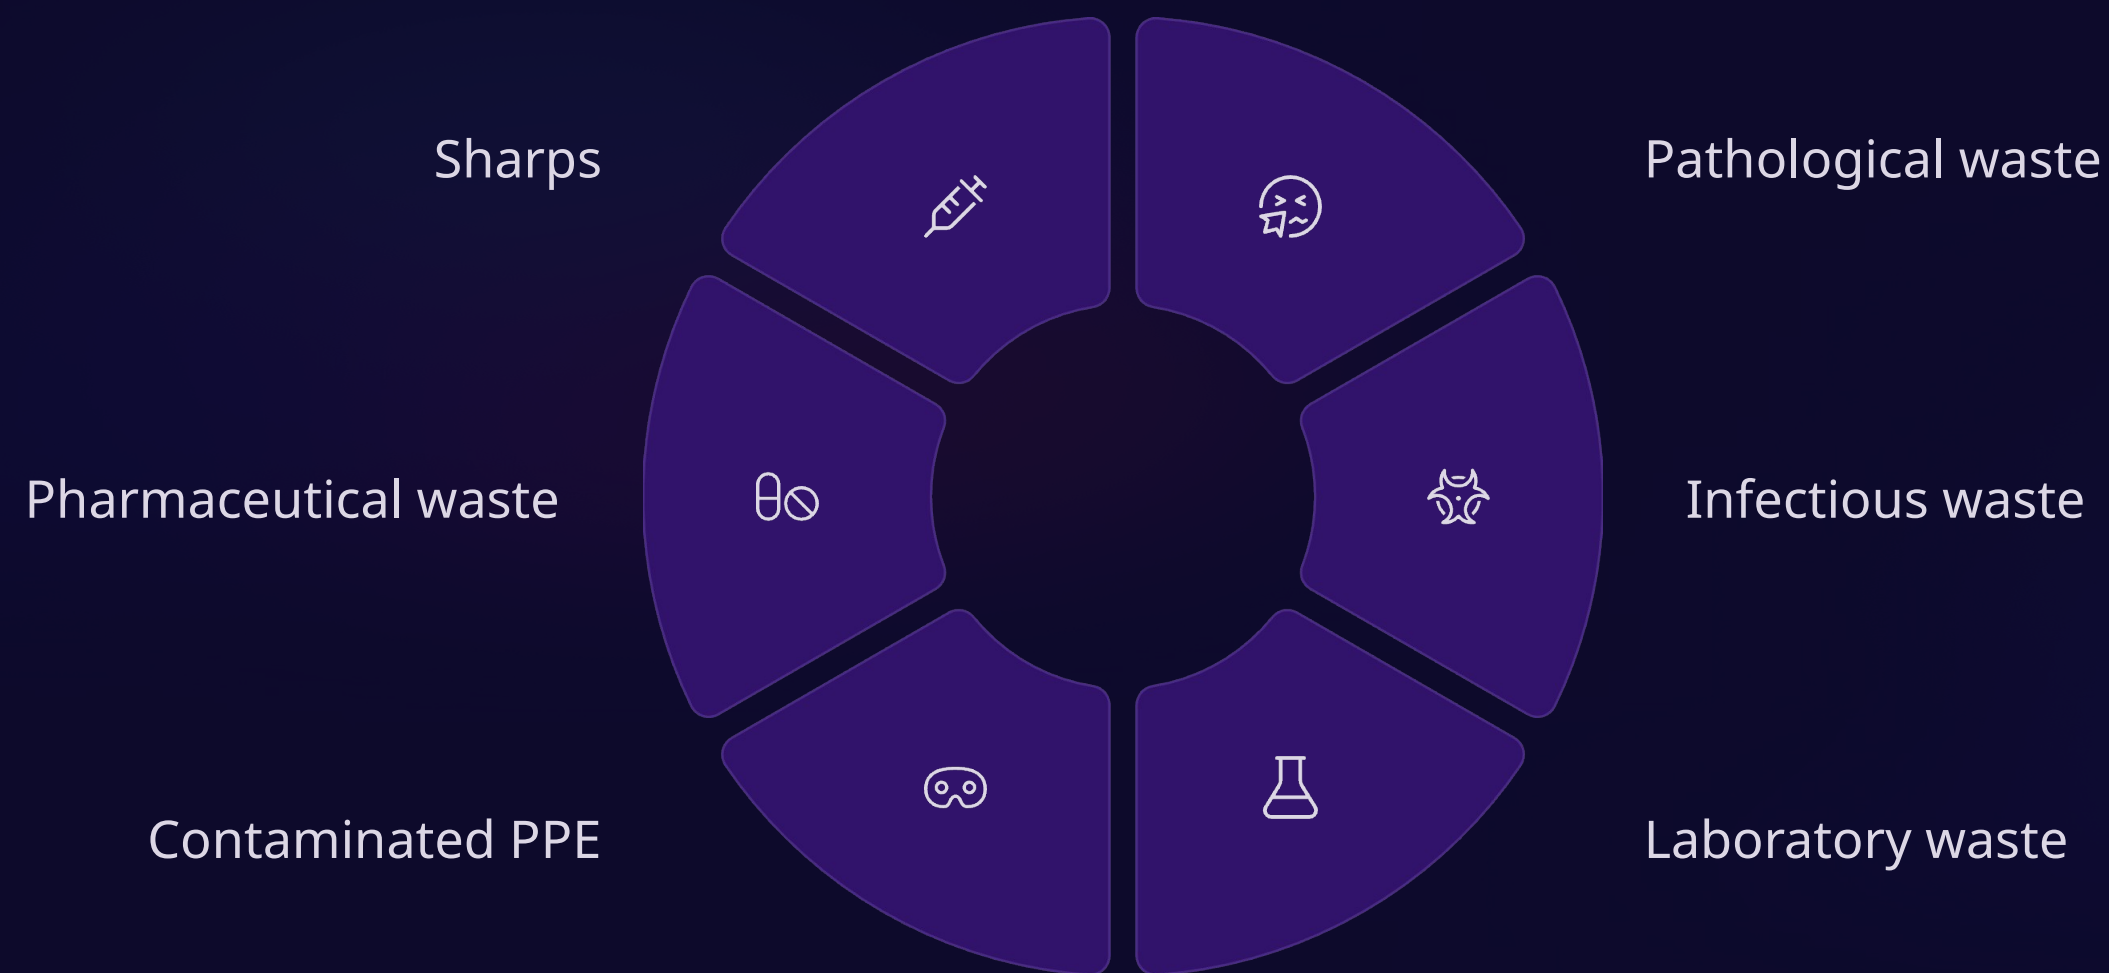 Sharps
Pathological waste
Pharmaceutical waste
Infectious waste
Contaminated PPE
Laboratory waste